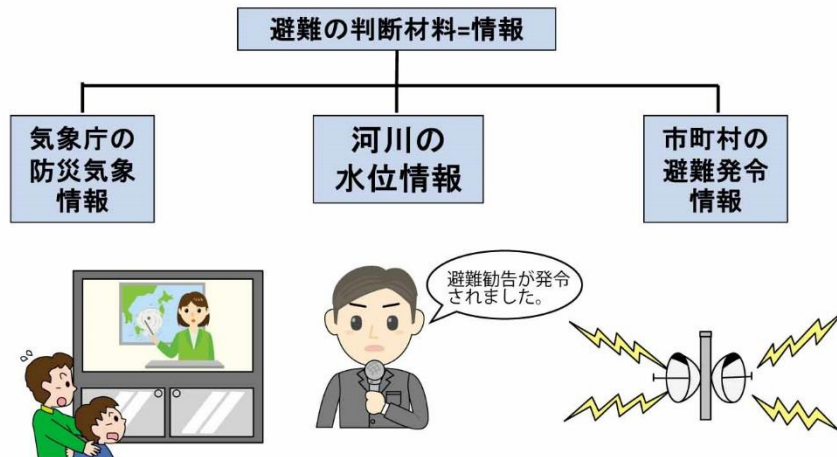 避難の判断材料=情報
気象庁の
防災気象
情報
河川の
水位情報
市町村の
避難発令
情報
避難勧告が発令
されました。